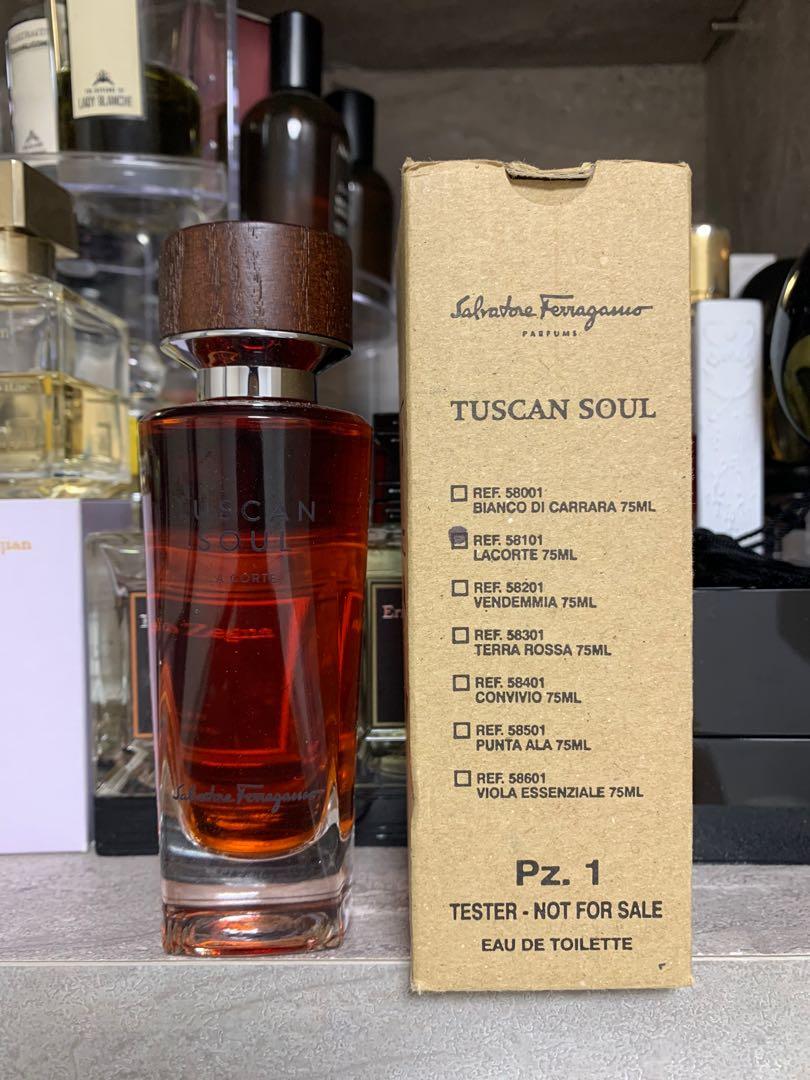 LADY BLANCHE
TUSCAN
SOUL
LA CORTE
Salvatore Ferragamo
Salvatore Ferragamo
PARFUMS
TUSCAN SOUL
REF. 58001
BIANCO DI CARRARA 75ML
REF. 58101
LACORTE 75ML
REF. 58201
VENDEMMIA 75ML
REF. 58301
TERRA ROSSA 75ML
REF. 58401
CONVIVIO 75ML
REF. 58501
PUNTA ALA 75ML
REF. 58601
VIOLA ESSENZIALE 75ML
Pz. 1
TESTER - NOT FOR SALE
EAU DE TOILETTE